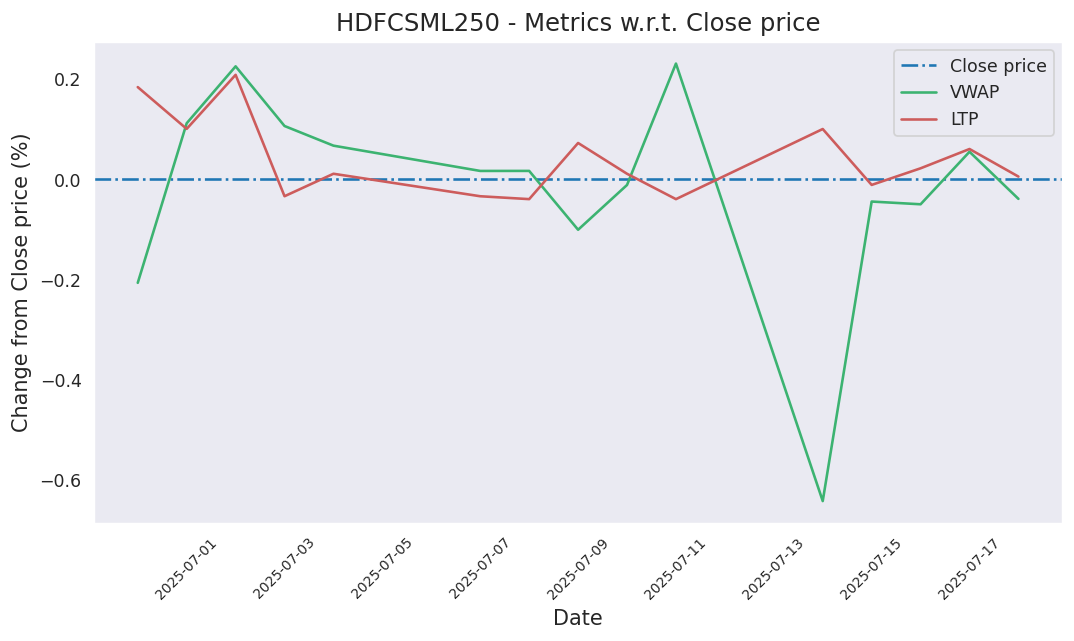 HDFCSML250 - Metrics w.r.t. Close price
Close price
VWAP
LTP
Change from Close price (%)
0.2
0.0
−0.2
−0.4
−0.6
2025-07-01
2025-07-03
2025-07-05
2025-07-07
2025-07-09
2025-07-11
2025-07-13
2025-07-15
2025-07-17
Date